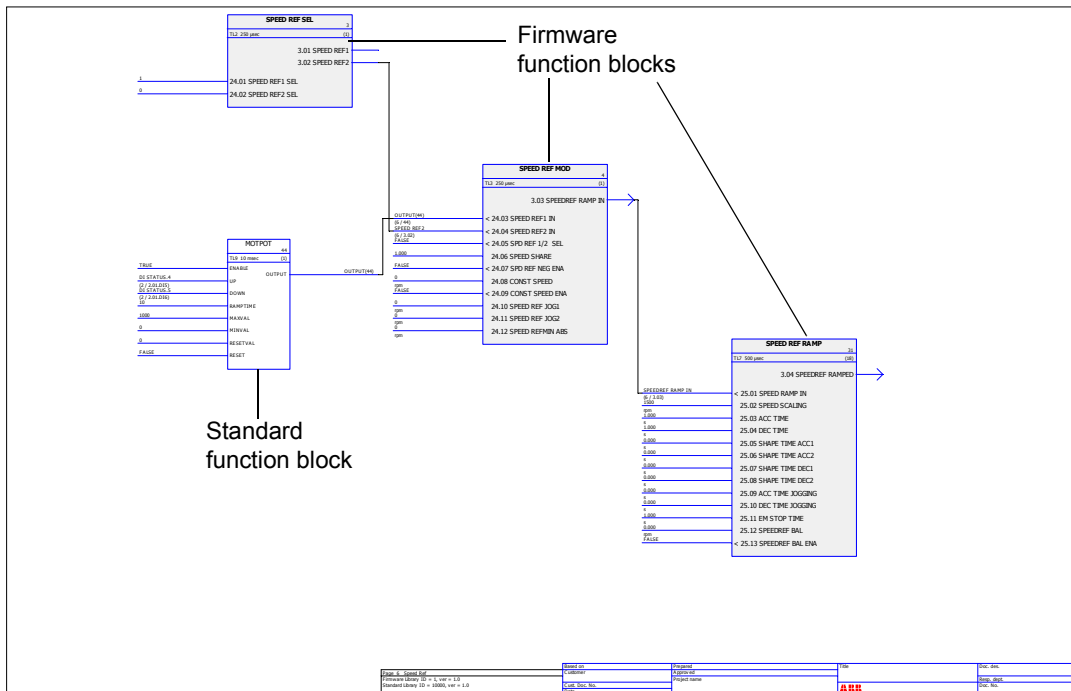 SPEED REF SEL
3
TL2 250 µsec (1)
3.01 SPEED REF1
3.02 SPEED REF2
1
24.01 SPEED REF1 SEL
0
24.02 SPEED REF2 SEL
Firmware
function blocks
SPEED REF MOD
4
TL3 250 µsec (1)
3.03 SPEEDREF RAMP IN
OUTPUT(44)
< 24.03 SPEED REF1 IN
(6 / 44)
SPEED REF2
< 24.04 SPEED REF2 IN
(6 / 3.02)
FALSE
< 24.05 SPD REF 1/2 SEL
1.000
24.06 SPEED SHARE
FALSE
< 24.07 SPD REF NEG ENA
0
24.08 CONST SPEED
rpm
FALSE
< 24.09 CONST SPEED ENA
0
24.10 SPEED REF JOG1
rpm
0
24.11 SPEED REF JOG2
rpm
0
24.12 SPEED REFMIN ABS
rpm
MOTPOT
44
TL9 10 msec (1)
TRUE
ENABLE
OUTPUT
OUTPUT(44)
DI STATUS.4
UP
(2 / 2.01.DI5)
DI STATUS.5
DOWN
(2 / 2.01.DI6)
10
RAMPTIME
1000
MAXVAL
0
MINVAL
0
RESETVAL
FALSE
RESET
Standard
function block
SPEED REF RAMP
21
TL7 500 µsec (18)
3.04 SPEEDREF RAMPED
SPEEDREF RAMP IN
< 25.01 SPEED RAMP IN
(6 / 3.03)
1500
25.02 SPEED SCALING
rpm
1.000
25.03 ACC TIME
s
1.000
25.04 DEC TIME
s
0.000
25.05 SHAPE TIME ACC1
s
0.000
25.06 SHAPE TIME ACC2
s
0.000
25.07 SHAPE TIME DEC1
s
0.000
25.08 SHAPE TIME DEC2
s
0.000
25.09 ACC TIME JOGGING
s
0.000
25.10 DEC TIME JOGGING
s
1.000
25.11 EM STOP TIME
s
0.000
25.12 SPEEDREF BAL
rpm
FALSE
< 25.13 SPEEDREF BAL ENA
Based on Prepared Title Doc. des.
Page 6 Speed Ref Customer Approved
Firmware Library ID = 1, ver = 1.0 Project name Resp. dept.
Standard Library ID = 10000, ver = 1.0 Cust. Doc. No. ABB Doc. No.